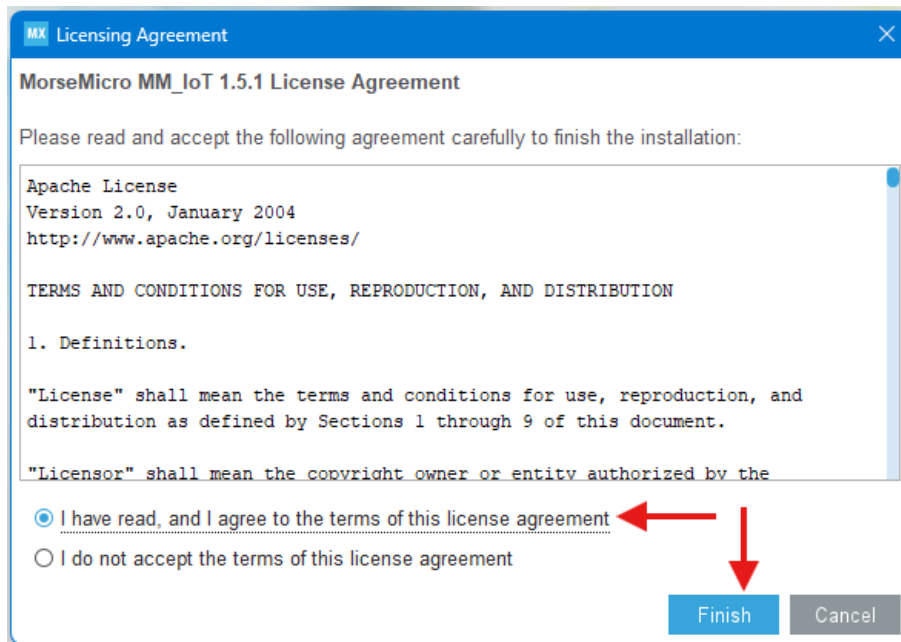 MX Licensing Agreement
MorseMicro MM_IoT 1.5.1 License Agreement
Please read and accept the following agreement carefully to finish the installation:
Apache License
Version 2.0, January 2004
http://www.apache.org/licenses/
TERMS AND CONDITIONS FOR USE, REPRODUCTION, AND DISTRIBUTION
1. Definitions.
"License" shall mean the terms and conditions for use, reproduction, and
distribution as defined by Sections 1 through 9 of this document.
"Licensor" shall mean the copyright owner or entity authorized by the
I have read, and I agree to the terms of this license agreement
I do not accept the terms of this license agreement
Finish Cancel